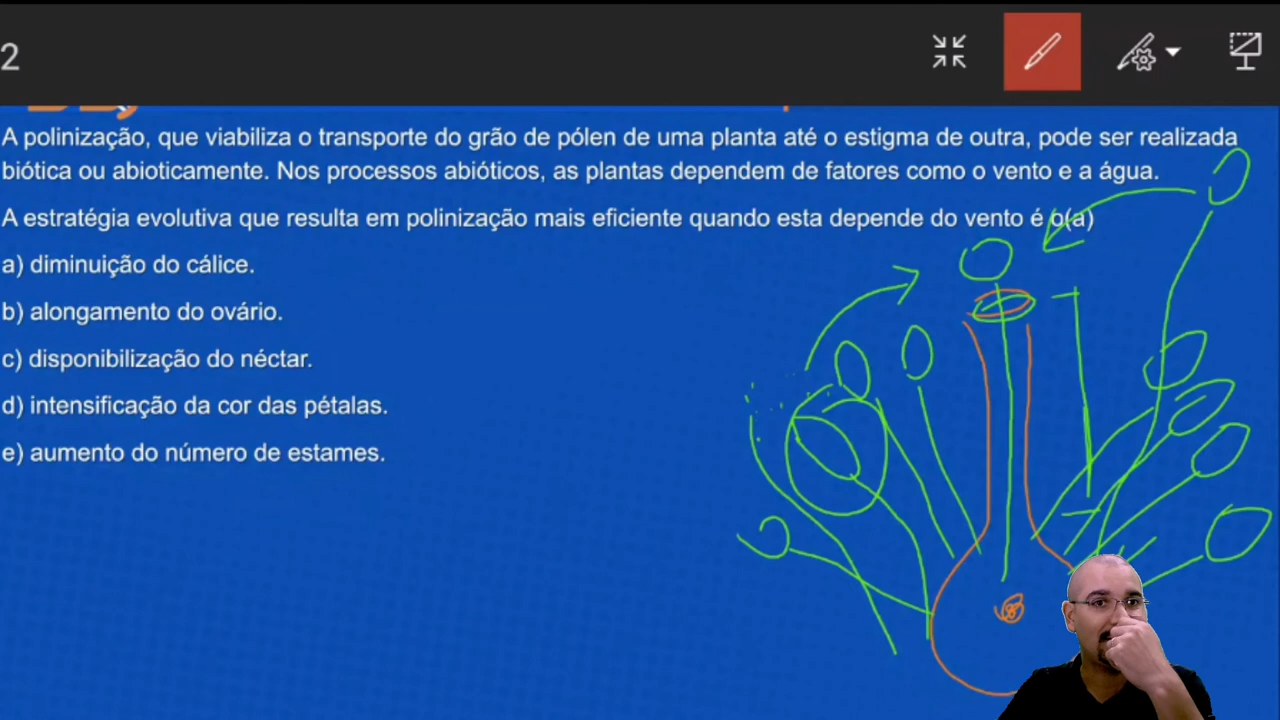 2
A polinização, que viabiliza o transporte do grão de pólen de uma planta até o estigma de outra, pode ser realizada
biótica ou abioticamente. Nos processos abióticos, as plantas dependem de fatores como o vento e a água.
A estratégia evolutiva que resulta em polinização mais eficiente quando esta depende do vento é o(a)
a) diminuição do cálice.
b) alongamento do ovário.
c) disponibilização do néctar.
d) intensificação da cor das pétalas.
e) aumento do número de estames.